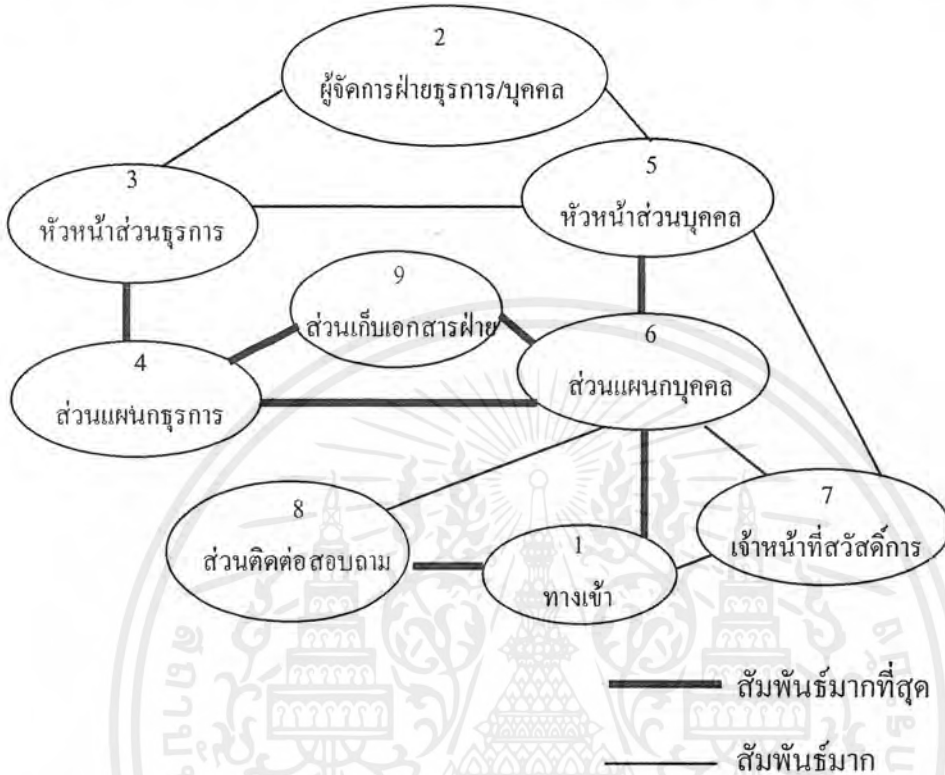 2
ผู้จัดการฝ่ายธุรการ/บุคคล
3
หัวหน้าส่วนธุรการ
5
หัวหน้าส่วนบุคคล
9
ส่วนเก็บเอกสารฝ่าย
4
ส่วนแผนกธุรการ
6
ส่วนแผนกบุคคล
8
ส่วนติดต่อสอบถาม
1
ทางเข้า
7
เจ้าหน้าที่สวัสดิ์การ
สัมพันธ์มากที่สุด
สัมพันธ์มาก